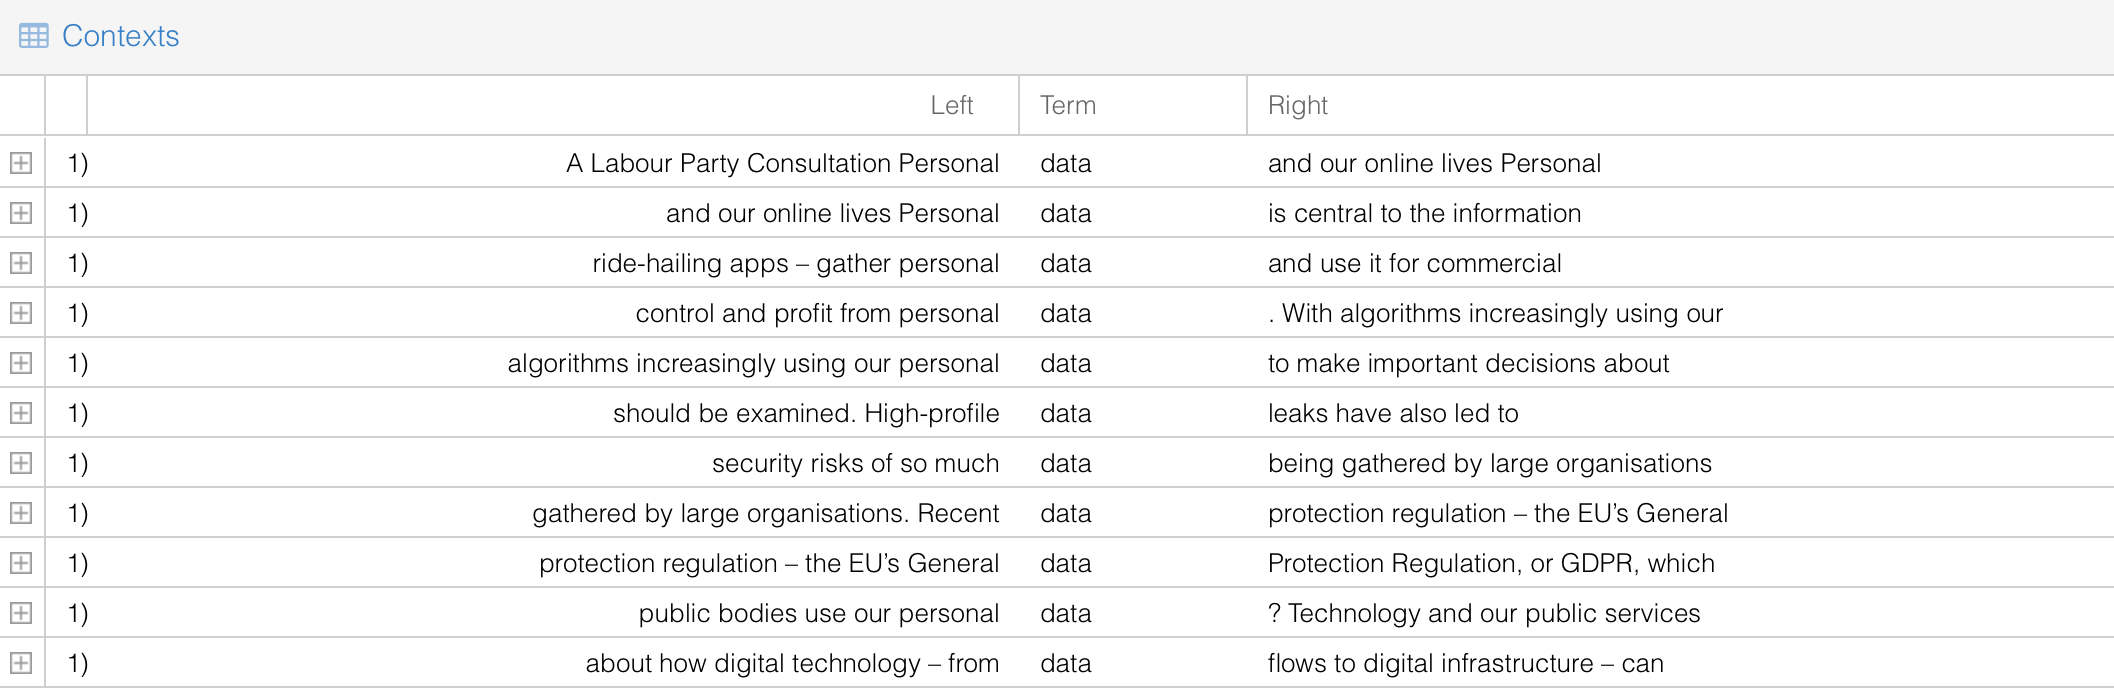 Contexts
Left Term Right
1) A Labour Party Consultation Personal data and our online lives Personal
1) and our online lives Personal data is central to the information
1) ride-hailing apps – gather personal data and use it for commercial
1) control and profit from personal data . With algorithms increasingly using our
1) algorithms increasingly using our personal data to make important decisions about
1) should be examined. High-profile data leaks have also led to
1) security risks of so much data being gathered by large organisations
1) gathered by large organisations. Recent data protection regulation – the EU’s General
1) protection regulation – the EU’s General data Protection Regulation, or GDPR, which
1) public bodies use our personal data ? Technology and our public services
1) about how digital technology – from data flows to digital infrastructure – can